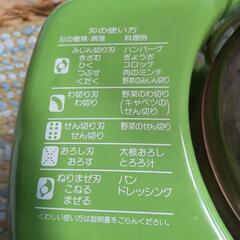 刃の使い方
刃の種類・調理 料理例
みじん切り刃 ハンバーグ
きざむ ぎょうざ
ひく コロッケ
つぶす 肉のミンチ
くだく 野菜のみじん切り
わ切り刃 野菜のわ切り
わ切り (キャベツの
せん切り)
せん切り刃 野菜のせん切り
せん切り
おろし刃 大根おろし
おろす とろろ汁
ねりまぜ刃 パン
こねる ドレッシング
まぜる
くわしい使い方は説明書をごらんください。